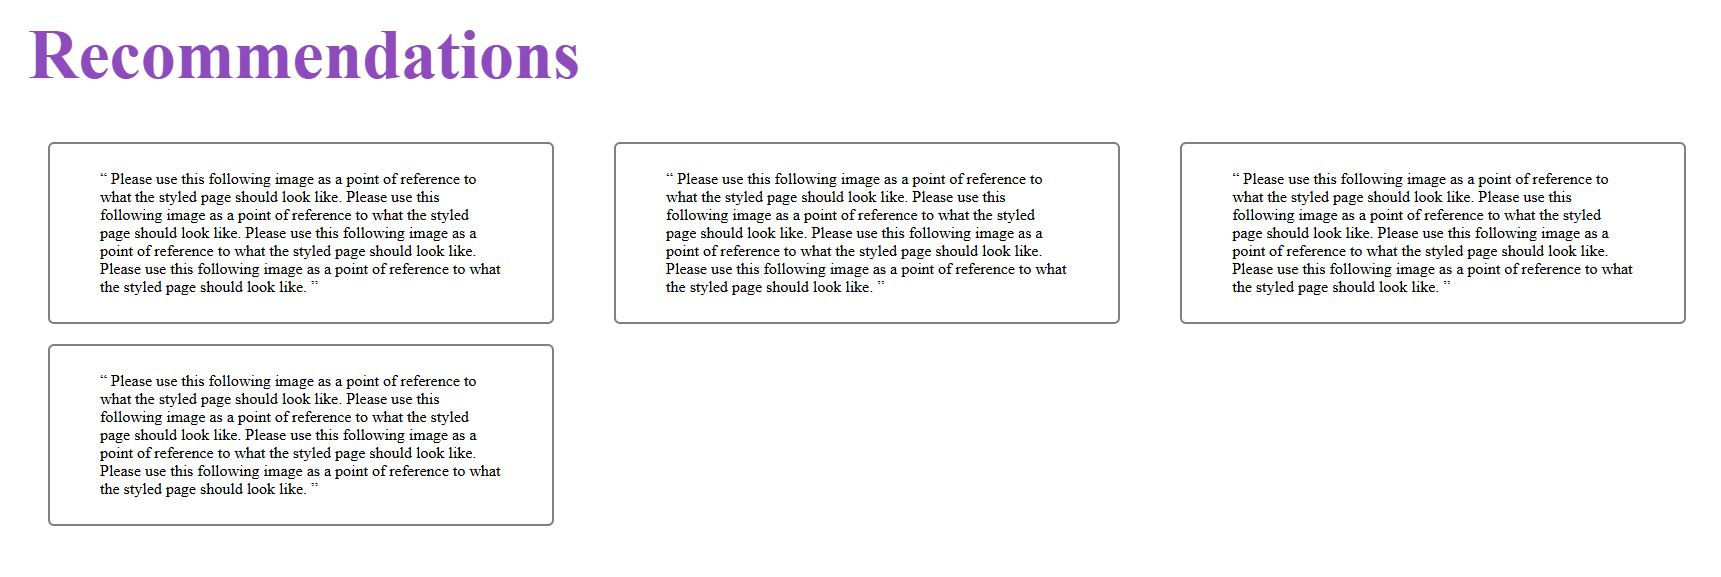 Recommendations
“ Please use this following image as a point of reference to
what the styled page should look like. Please use this
following image as a point of reference to what the styled
page should look like. Please use this following image as a
point of reference to what the styled page should look like.
Please use this following image as a point of reference to what
the styled page should look like. ”
“ Please use this following image as a point of reference to
what the styled page should look like. Please use this
following image as a point of reference to what the styled
page should look like. Please use this following image as a
point of reference to what the styled page should look like.
Please use this following image as a point of reference to what
the styled page should look like. ”
“ Please use this following image as a point of reference to
what the styled page should look like. Please use this
following image as a point of reference to what the styled
page should look like. Please use this following image as a
point of reference to what the styled page should look like.
Please use this following image as a point of reference to what
the styled page should look like. ”
“ Please use this following image as a point of reference to
what the styled page should look like. Please use this
following image as a point of reference to what the styled
page should look like. Please use this following image as a
point of reference to what the styled page should look like.
Please use this following image as a point of reference to what
the styled page should look like. ”